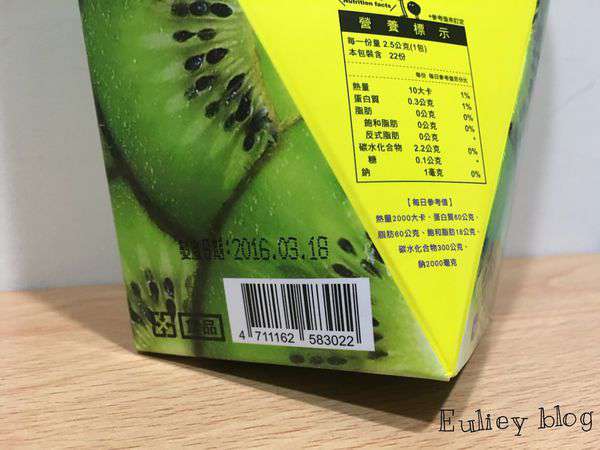 Nutrition facts
*參考值未訂定
營養標示
每一份量 2.5公克(1包)
本包裝含 22份
每份 每日參考值百分比
熱量 10大卡 1%
蛋白質 0.3公克 1%
脂肪 0公克 0%
飽和脂肪 0公克 0%
反式脂肪 0公克 *
碳水化合物 2.2公克 0%
糖 0.1公克 *
鈉 1毫克 0%
【每日參考值】
熱量2000大卡、蛋白質60公克、
脂肪60公克、飽和脂肪18公克、
碳水化合物300公克、
鈉2000毫克
2016.03.18
4 711162 583022
食品
Euliey blog